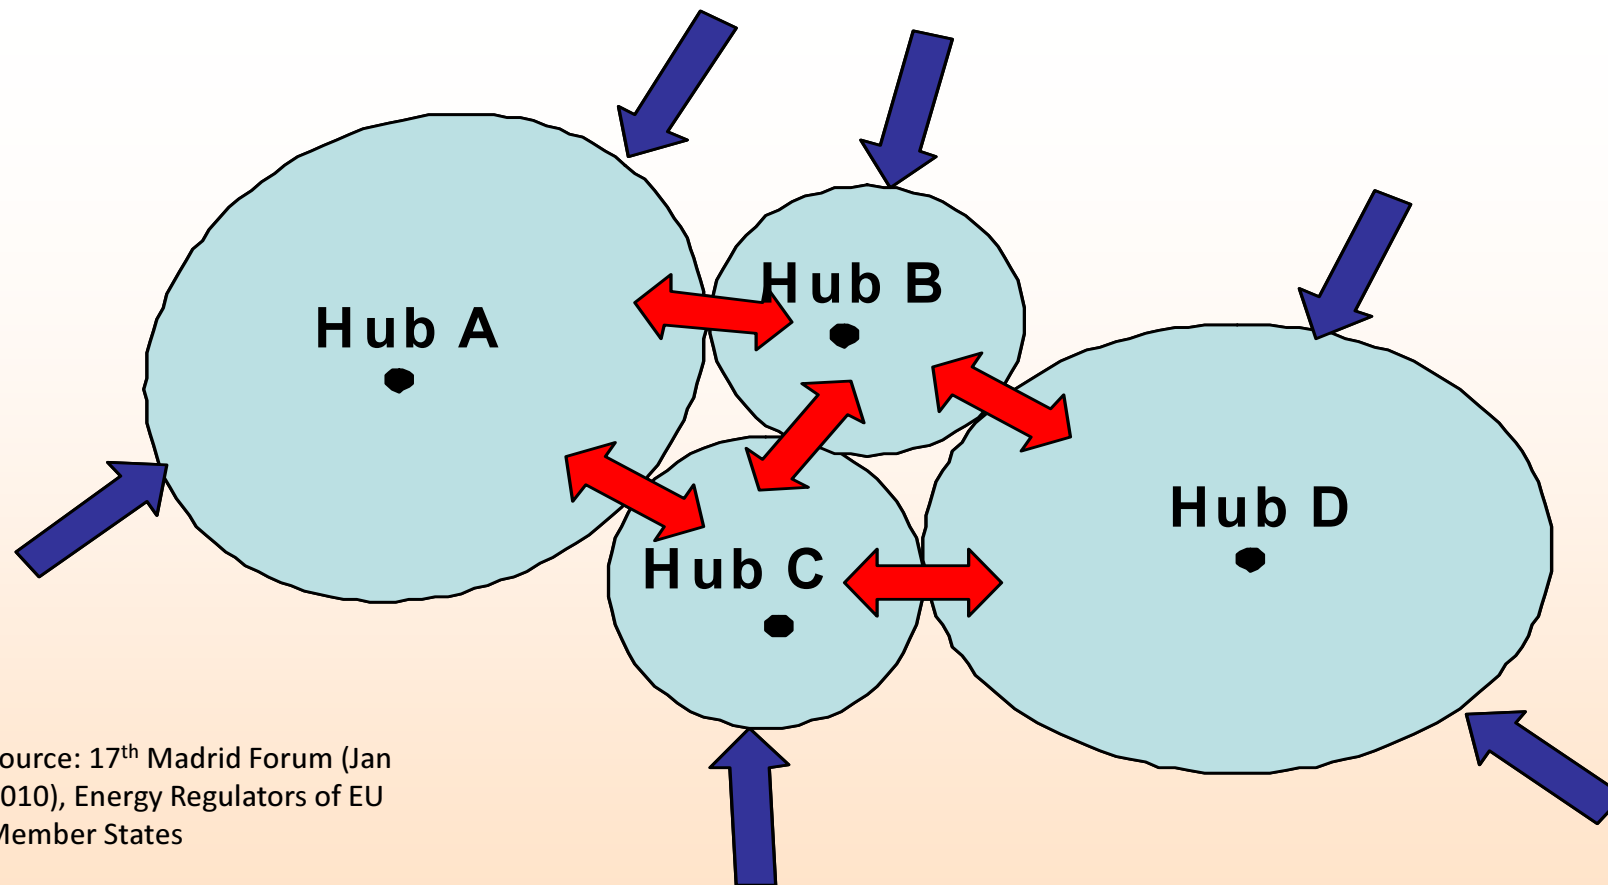 Hub B
Hub A
Hub D
Hub C
ource: 17th Madrid Forum (Jan
010), Energy Regulators of EU
Member States